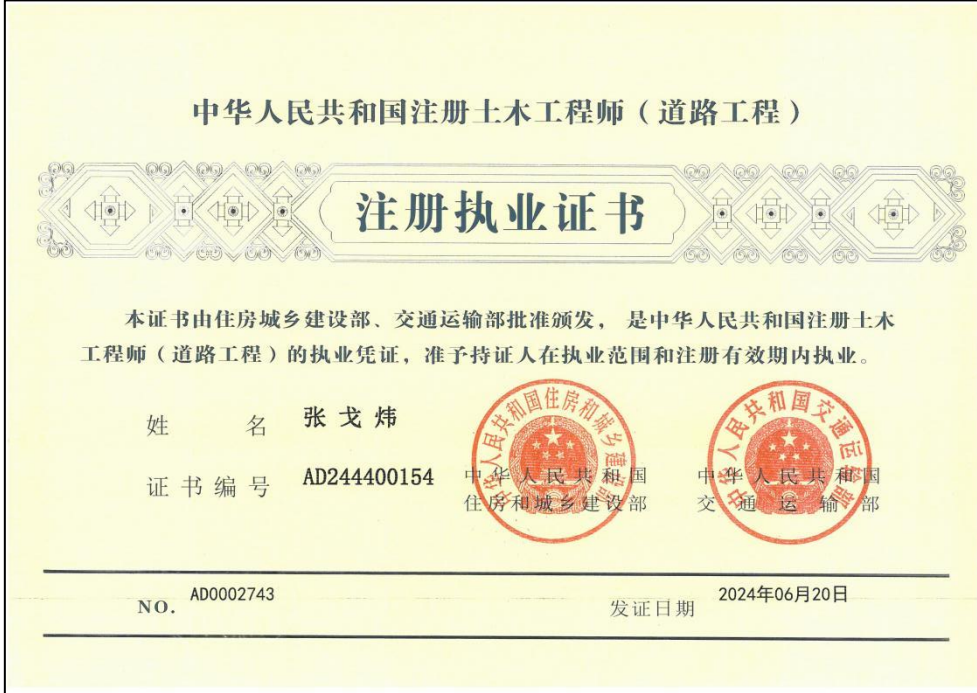 中华人民共和国注册土木工程师（道路工程）
注册执业证书
本证书由住房城乡建设部、交通运输部批准颁发，是中华人民共和国注册土木
工程师（道路工程）的执业凭证，准予持证人在执业范围和注册有效期内执业。
姓 名 张戈炜
证书编号 AD244400154
中华人民共和国住房和城乡建设部
中华人民共和国
住房和城乡建设部
中华人民共和国交通运输部
中华人民共和国
交通运输部
NO. AD0002743
发证日期 2024年06月20日